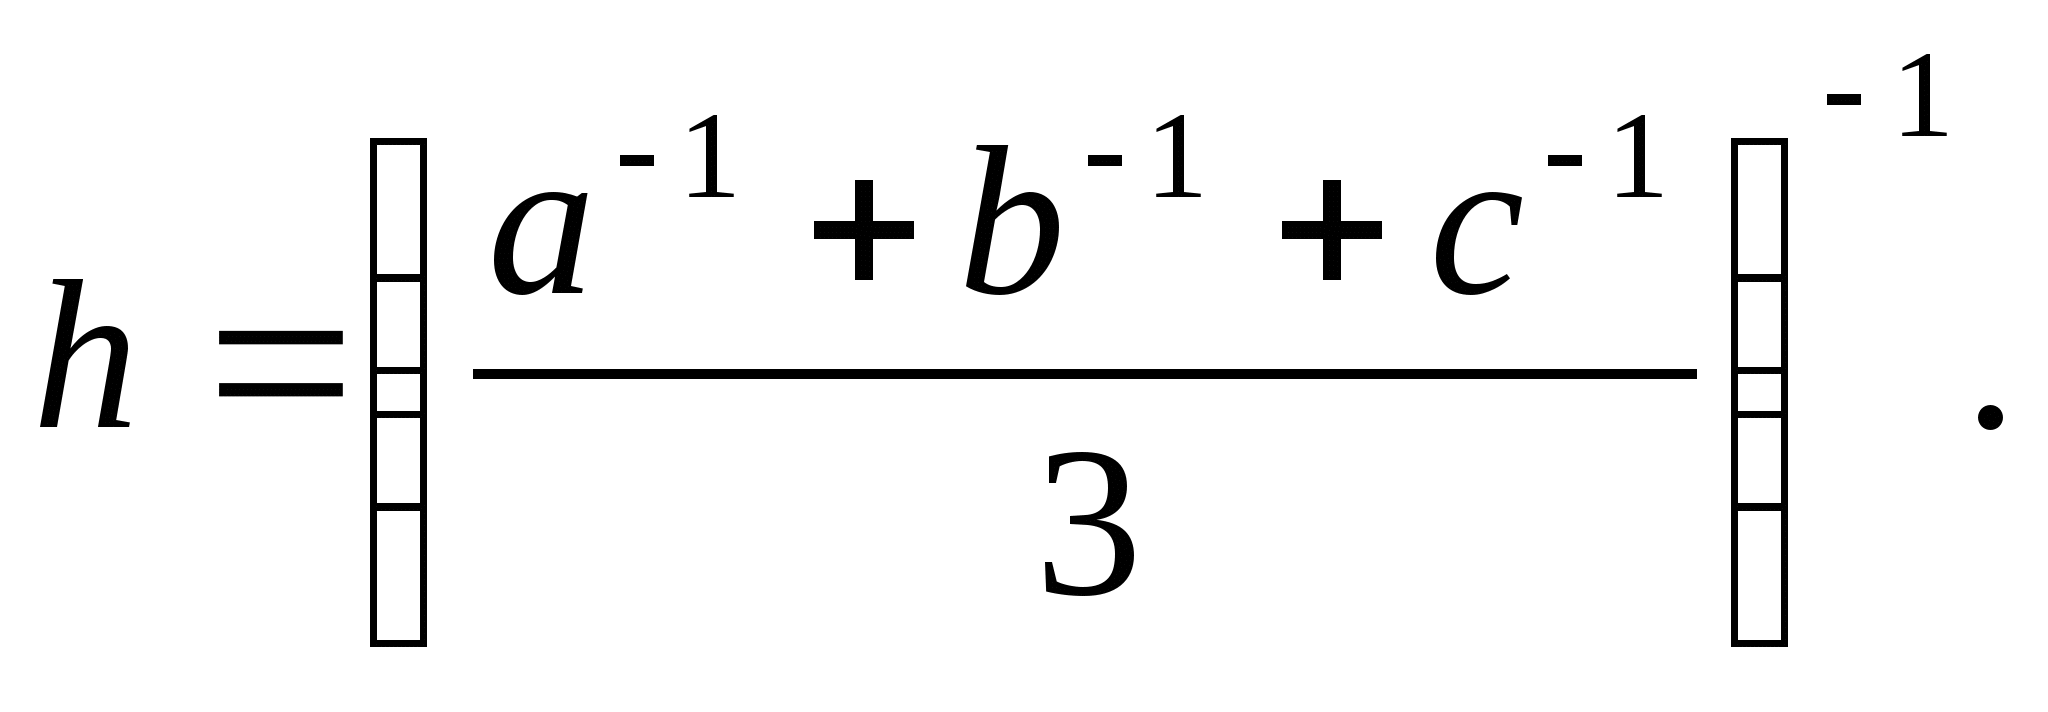 h = [ (a^{-1} + b^{-1} + c^{-1}) / 3 ]^{-1} .